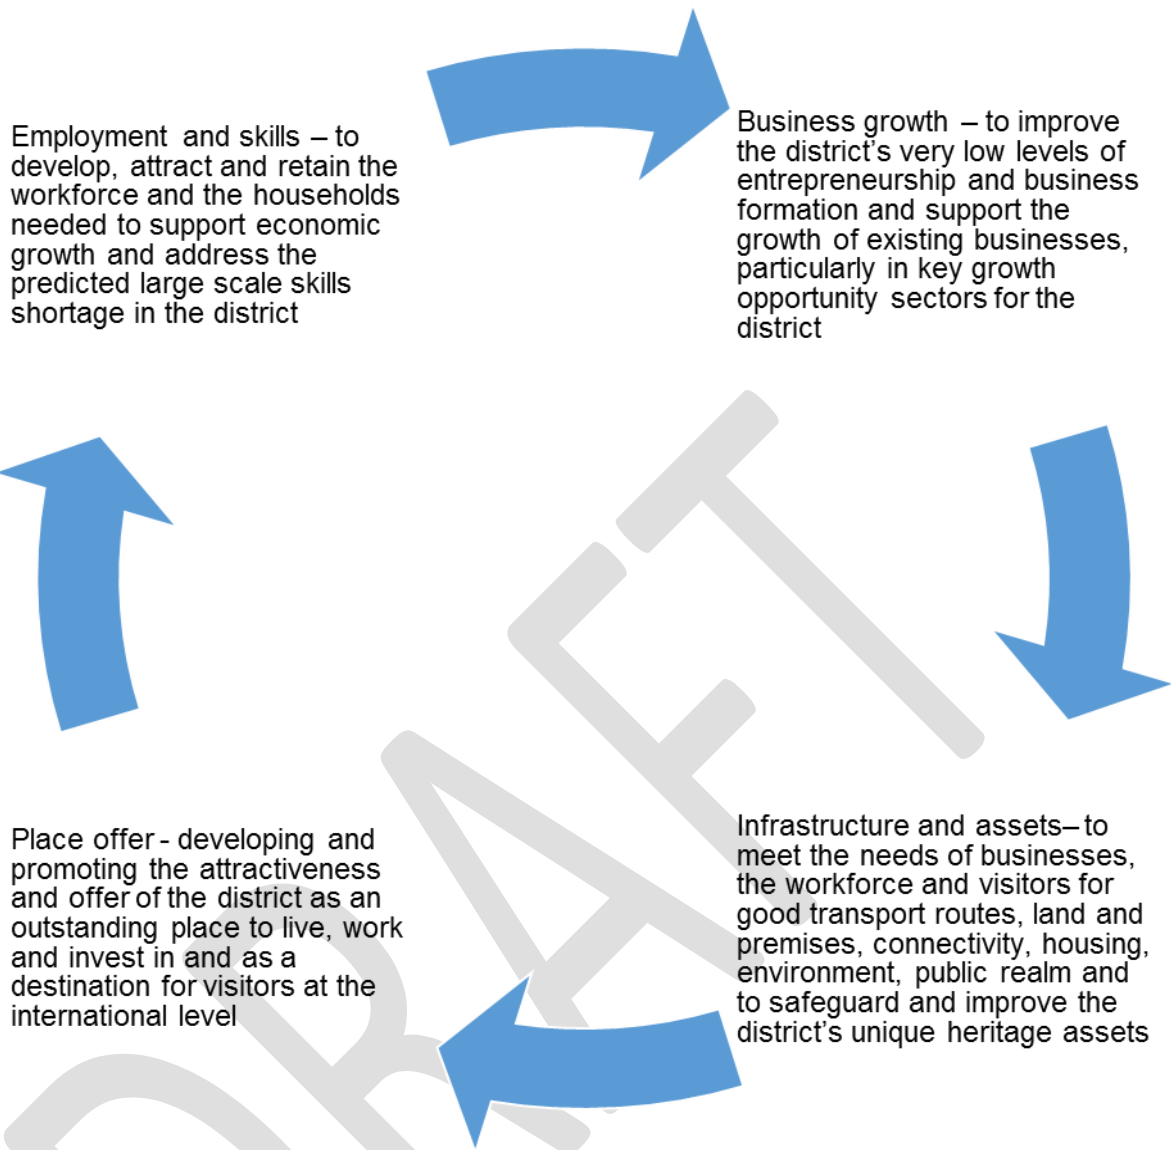 Employment and skills – to
develop, attract and retain the
workforce and the households
needed to support economic
growth and address the
predicted large scale skills
shortage in the district
Business growth – to improve
the district’s very low levels of
entrepreneurship and business
formation and support the
growth of existing businesses,
particularly in key growth
opportunity sectors for the
district
Infrastructure and assets– to
meet the needs of businesses,
the workforce and visitors for
good transport routes, land and
premises, connectivity, housing,
environment, public realm and
to safeguard and improve the
district’s unique heritage assets
Place offer - developing and
promoting the attractiveness
and offer of the district as an
outstanding place to live, work
and invest in and as a
destination for visitors at the
international level
DRAFT